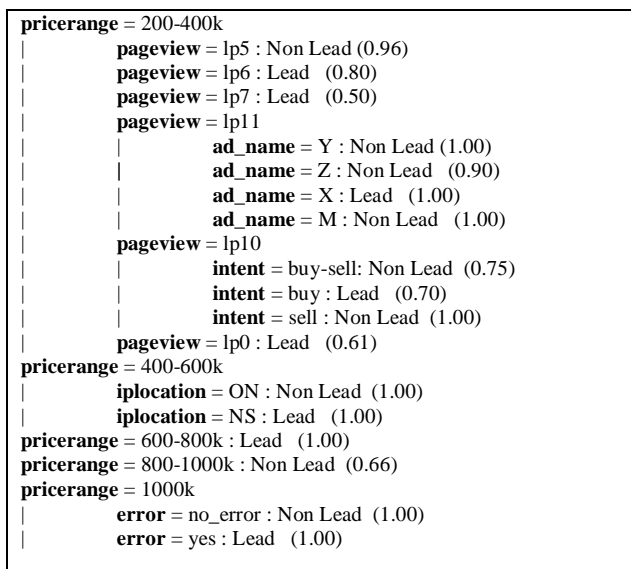 pricerange = 200-400k
| pageview = lp5 : Non Lead (0.96)
| pageview = lp6 : Lead (0.80)
| pageview = lp7 : Lead (0.50)
| pageview = lp11
| | ad_name = Y : Non Lead (1.00)
| | ad_name = Z : Non Lead (0.90)
| | ad_name = X : Lead (1.00)
| | ad_name = M : Non Lead (1.00)
| pageview = lp10
| | intent = buy-sell: Non Lead (0.75)
| | intent = buy : Lead (0.70)
| | intent = sell : Non Lead (1.00)
| pageview = lp0 : Lead (0.61)
pricerange = 400-600k
| iplocation = ON : Non Lead (1.00)
| iplocation = NS : Lead (1.00)
pricerange = 600-800k : Lead (1.00)
pricerange = 800-1000k : Non Lead (0.66)
pricerange = 1000k
| error = no_error : Non Lead (1.00)
| error = yes : Lead (1.00)